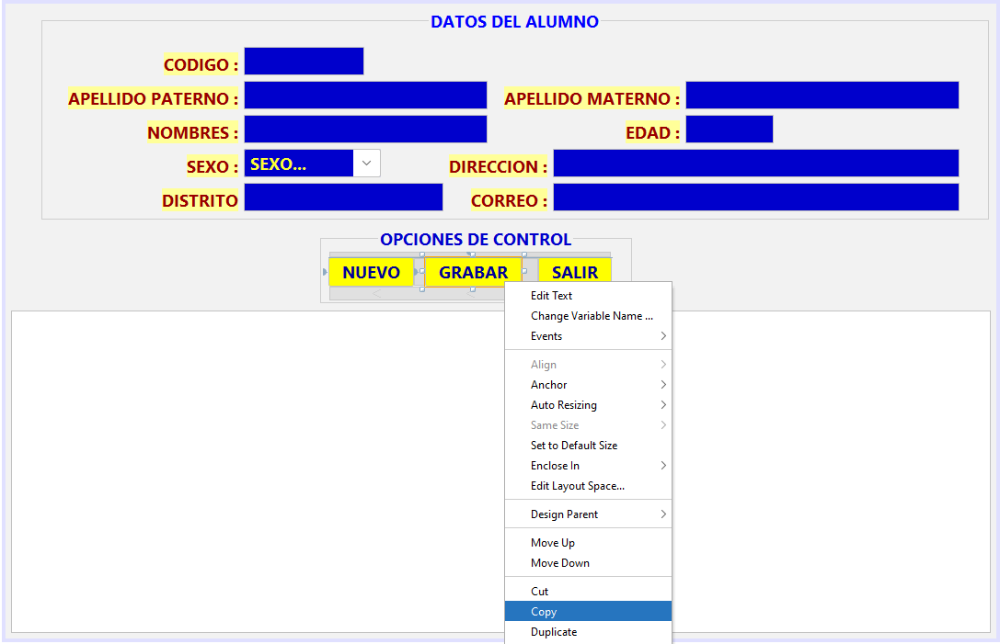 DATOS DEL ALUMNO
CODIGO :
APELLIDO PATERNO : APELLIDO MATERNO :
NOMBRES : EDAD :
SEXO : SEXO... DIRECCION :
DISTRITO CORREO :
OPCIONES DE CONTROL
NUEVO GRABAR SALIR
Edit Text
Change Variable Name ...
Events
Align
Anchor
Auto Resizing
Same Size
Set to Default Size
Enclose In
Edit Layout Space...
Design Parent
Move Up
Move Down
Cut
Copy
Duplicate